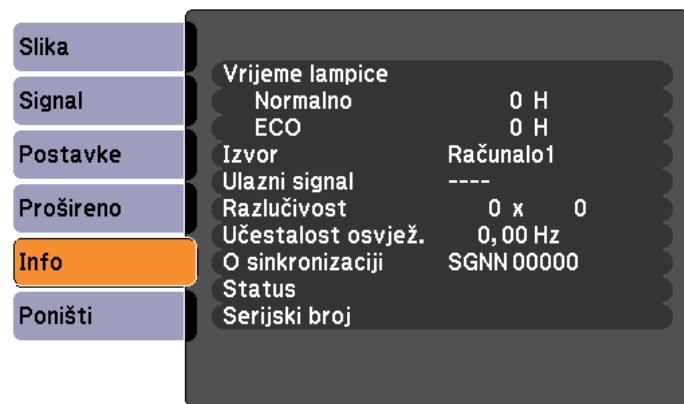 Slika
Signal
Postavke
Prošireno
Info
Poništi
Vrijeme lampice
Normalno 0 H
ECO 0 H
Izvor Računalo1
Ulazni signal ----
Razlučivost 0 x 0
Učestalost osvjež. 0,00 Hz
O sinkronizaciji SGNN 00000
Status
Serijski broj